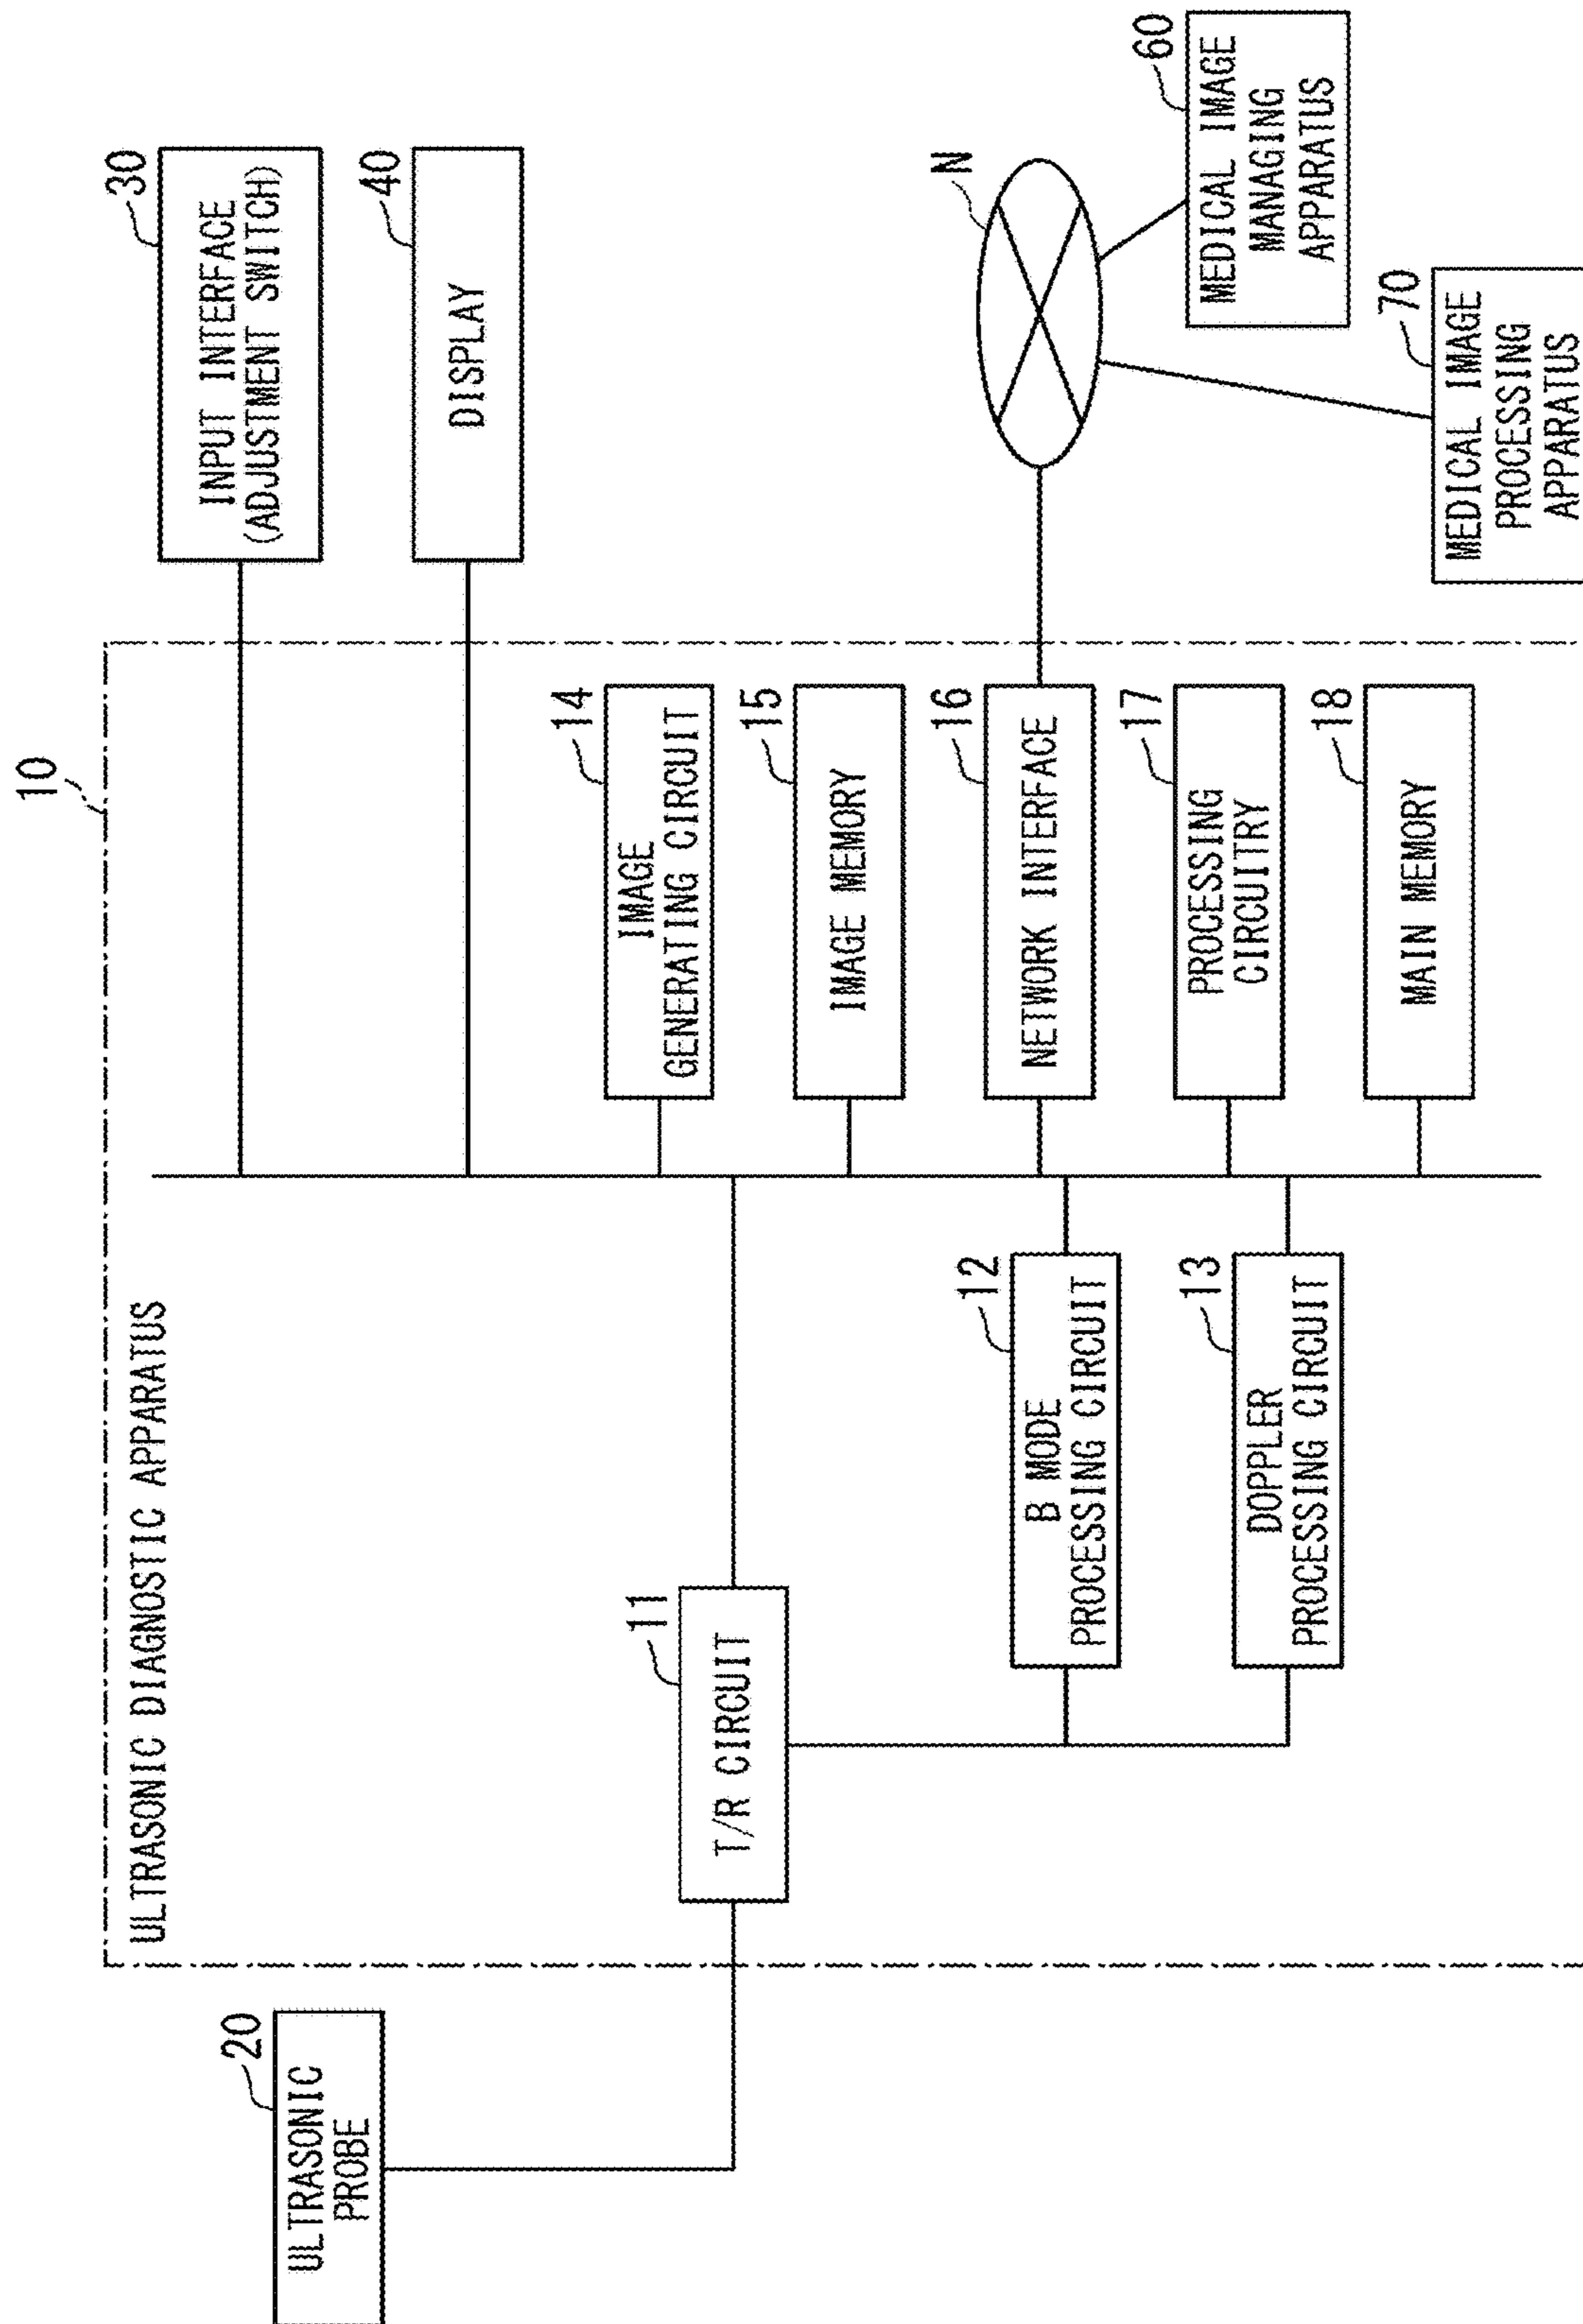 10
ULTRASONIC DIAGNOSTIC APPARATUS
20
ULTRASONIC
PROBE
11
T/R CIRCUIT
12
B MODE
PROCESSING CIRCUIT
13
DOPPLER
PROCESSING CIRCUIT
14
IMAGE
GENERATING CIRCUIT
15
IMAGE MEMORY
16
NETWORK INTERFACE
17
PROCESSING
CIRCUITRY
18
MAIN MEMORY
30
INPUT INTERFACE
(ADJUSTMENT SWITCH)
40
DISPLAY
N
60
MEDICAL IMAGE
MANAGING
APPARATUS
70
MEDICAL IMAGE
PROCESSING
APPARATUS